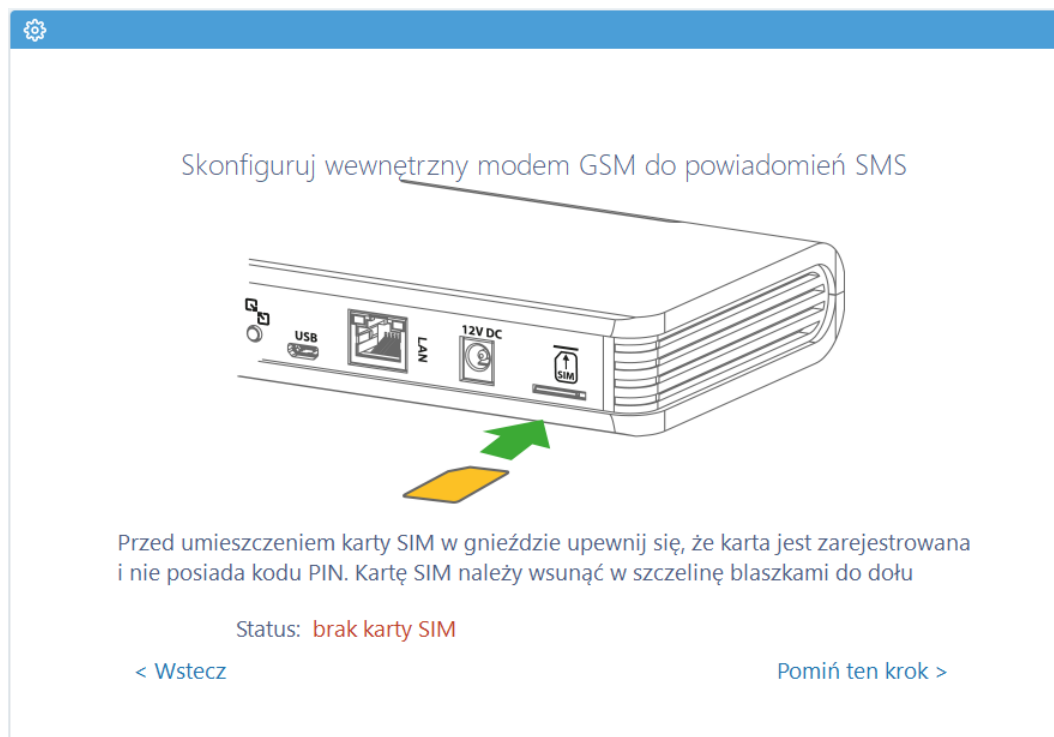 Skonfiguruj wewnętrzny modem GSM do powiadomień SMS
USB
LAN
12V DC
SIM
Przed umieszczeniem karty SIM w gnieździe upewnij się, że karta jest zarejestrowana
i nie posiada kodu PIN. Kartę SIM należy wsunąć w szczelinę blaszkami do dołu
Status: brak karty SIM
< Wstecz
Pomiń ten krok >